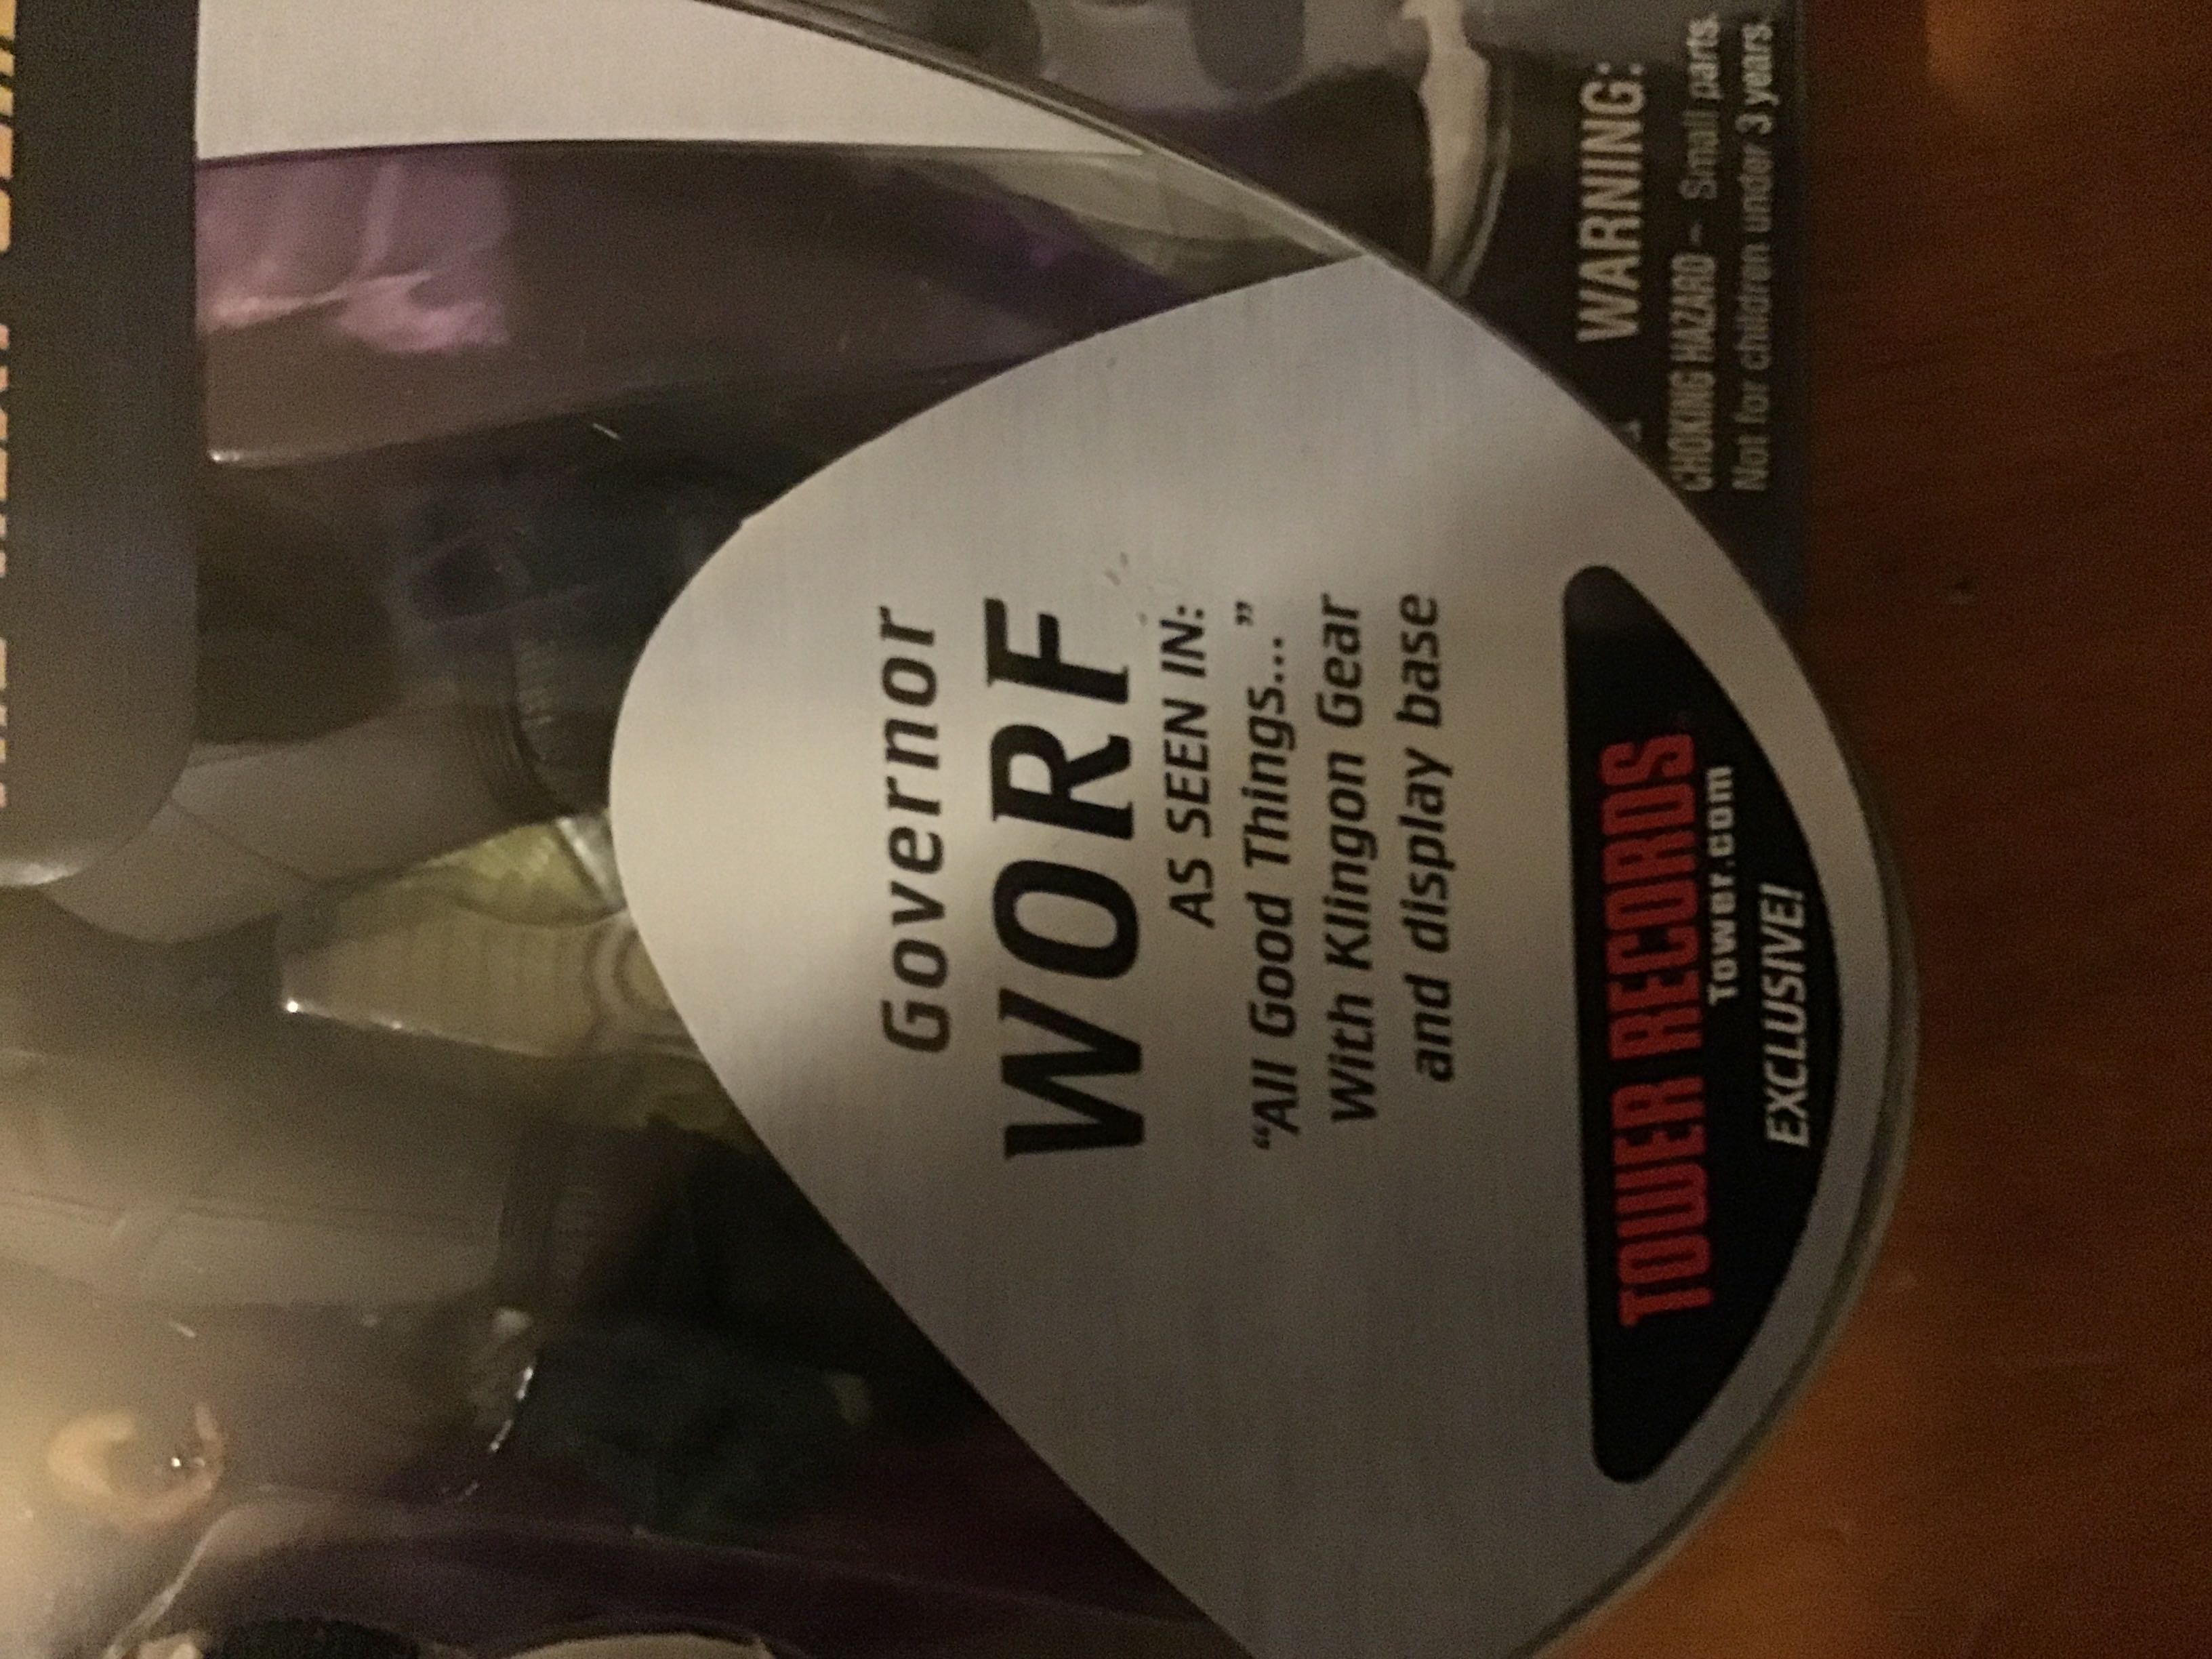 Governor
WORF
AS SEEN IN:
“All Good Things...”
With Klingon Gear
and display base
TOWER RECORDS
Tower.com
EXCLUSIVE!
WARNING:
CHOKING HAZARD – Small parts.
Not for children under 3 years.